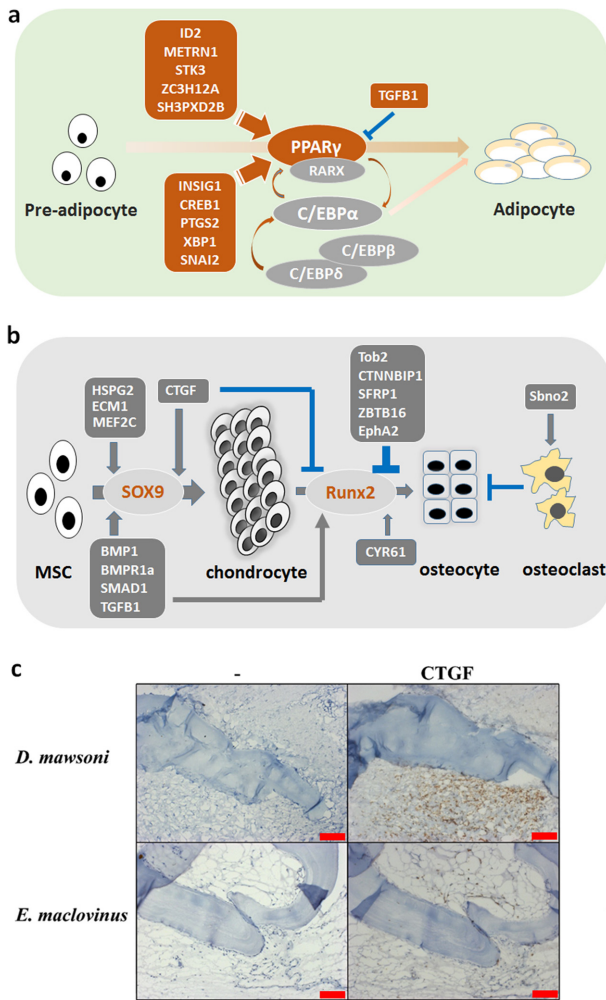 a
ID2
METRN1
STK3
ZC3H12A
SH3PXD2B
TGFB1
PPARγ
RARX
Pre-adipocyte
INSIG1
CREB1
PTGS2
XBP1
SNAI2
C/EBPα
C/EBPβ
C/EBPδ
Adipocyte
b
HSPG2
ECM1
MEF2C
CTGF
Tob2
CTNNBIP1
SFRP1
ZBTB16
EphA2
Sbno2
SOX9
Runx2
MSC
BMP1
BMPR1a
SMAD1
TGFB1
chondrocyte
CYR61
osteocyte
osteoclast
c
-
CTGF
D. mawsoni
E. maclovinus